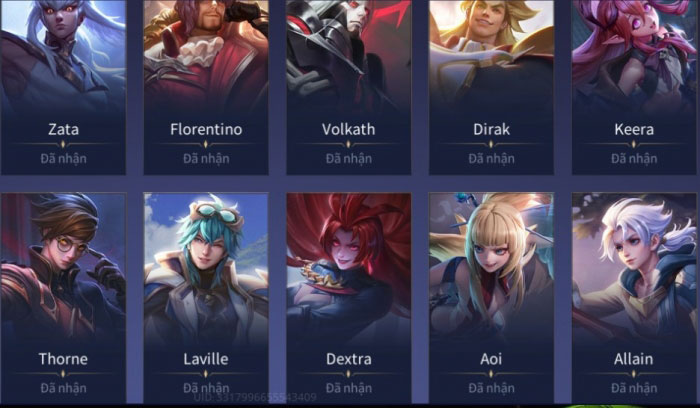 Zata
Florentino
Volkath
Dirak
Keera
Đã nhận
Đã nhận
Đã nhận
Đã nhận
Đã nhận
Thorne
Laville
Dextra
Aoi
Allain
Đã nhận
Đã nhận
Đã nhận
Đã nhận
Đã nhận
UID: 5317996655543409